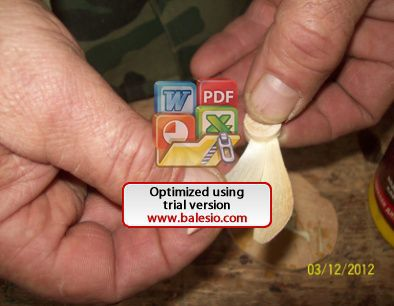 W PDF
X
Optimized using
trial version
www.balesio.com
03/12/2012